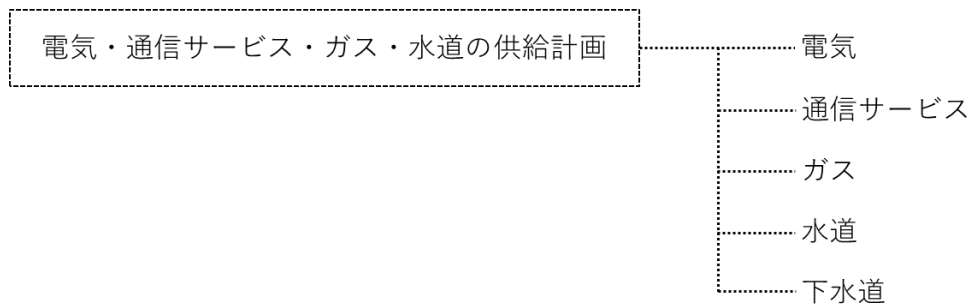 電気・通信サービス・ガス・水道の供給計画
電気
通信サービス
ガス
水道
下水道